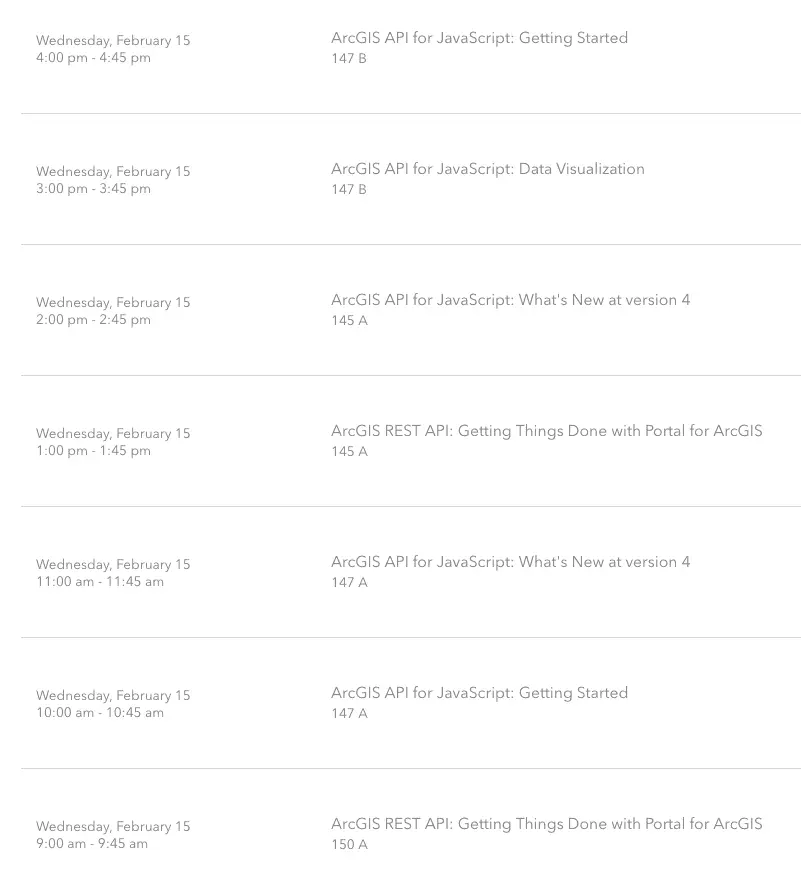 Wednesday, February 15
4:00 pm - 4:45 pm
ArcGIS API for JavaScript: Getting Started
147 B
Wednesday, February 15
3:00 pm - 3:45 pm
ArcGIS API for JavaScript: Data Visualization
147 B
Wednesday, February 15
2:00 pm - 2:45 pm
ArcGIS API for JavaScript: What's New at version 4
145 A
Wednesday, February 15
1:00 pm - 1:45 pm
ArcGIS REST API: Getting Things Done with Portal for ArcGIS
145 A
Wednesday, February 15
11:00 am - 11:45 am
ArcGIS API for JavaScript: What's New at version 4
147 A
Wednesday, February 15
10:00 am - 10:45 am
ArcGIS API for JavaScript: Getting Started
147 A
Wednesday, February 15
9:00 am - 9:45 am
ArcGIS REST API: Getting Things Done with Portal for ArcGIS
150 A